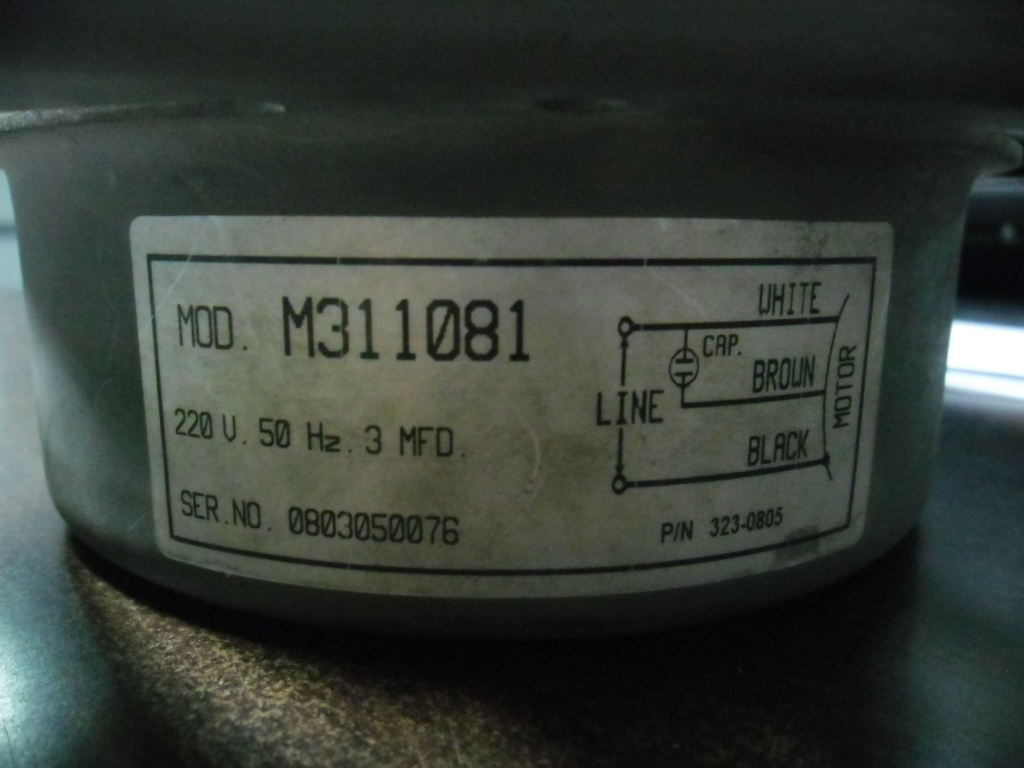 MOD. M311081
220 V. 50 Hz. 3 MFD.
SER.NO. 0803050076
WHITE
CAP.
BROWN
LINE
MOTOR
BLACK
P/N 323-0805